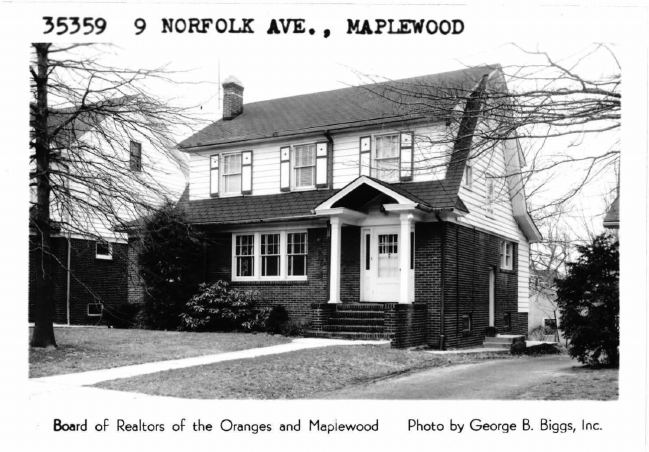 35359 9 NORFOLK AVE., MAPLEWOOD
Board of Realtors of the Oranges and Maplewood Photo by George B. Biggs, Inc.